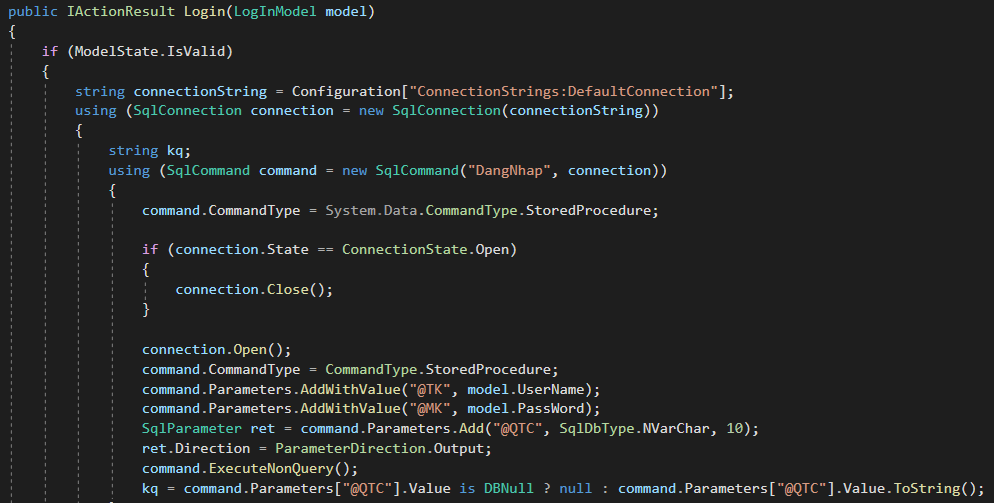 public IActionResult Login(LogInModel model)
{
if (ModelState.IsValid)
{
string connectionString = Configuration["ConnectionStrings:DefaultConnection"];
using (SqlConnection connection = new SqlConnection(connectionString))
{
string kq;
using (SqlCommand command = new SqlCommand("DangNhap", connection))
{
command.CommandType = System.Data.CommandType.StoredProcedure;
if (connection.State == ConnectionState.Open)
{
connection.Close();
}
connection.Open();
command.CommandType = CommandType.StoredProcedure;
command.Parameters.AddWithValue("@TK", model.UserName);
command.Parameters.AddWithValue("@MK", model.PassWord);
SqlParameter ret = command.Parameters.Add("@QTC", SqlDbType.NVarChar, 10);
ret.Direction = ParameterDirection.Output;
command.ExecuteNonQuery();
kq = command.Parameters["@QTC"].Value is DBNull ? null : command.Parameters["@QTC"].Value.ToString();